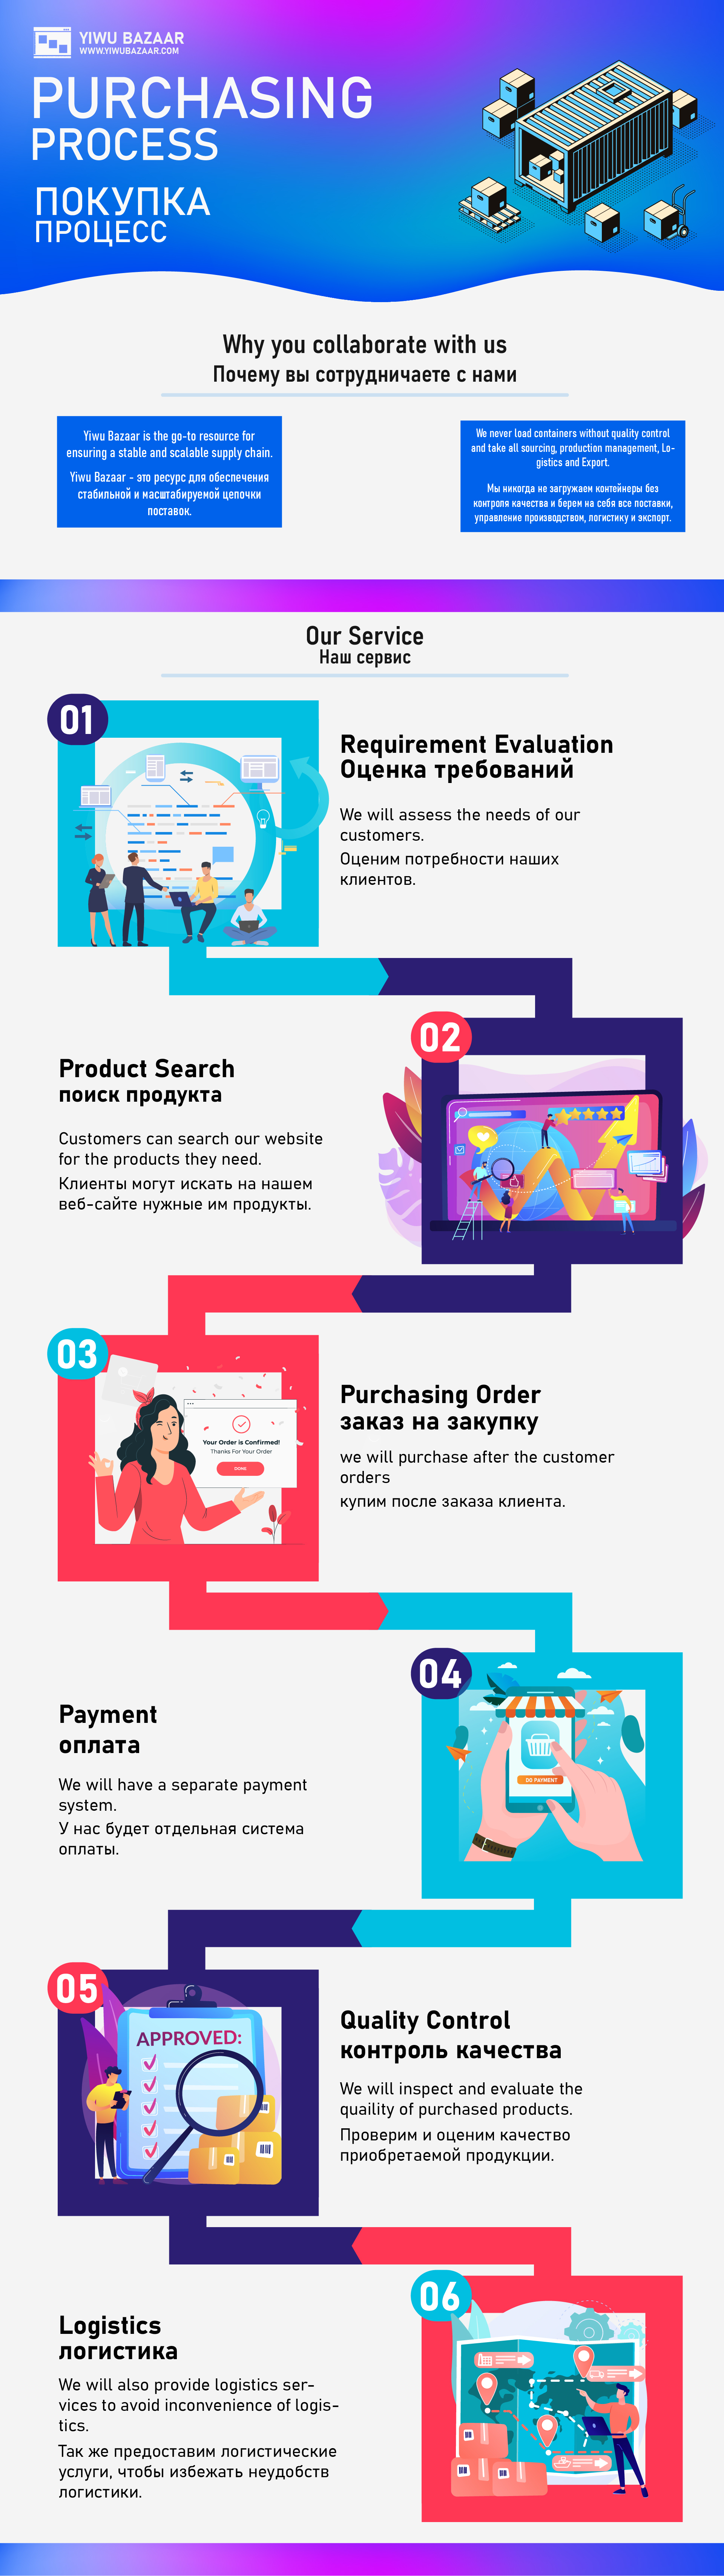 YIWU BAZAAR
WWW.YIWUBAZAAR.COM
PURCHASING
PROCESS
ПОКУПКА
ПРОЦЕСС
Why you collaborate with us
Почему вы сотрудничаете с нами
Yiwu Bazaar is the go-to resource for
ensuring a stable and scalable supply chain.
Yiwu Bazaar - это ресурс для обеспечения
стабильной и масштабируемой цепочки
поставок.
We never load containers without quality control
and take all sourcing, production management, Lo-
gistics and Export.
Мы никогда не загружаем контейнеры без
контроля качества и берем на себя все поставки,
управление производством, логистику и экспорт.
Our Service
Наш сервис
01
Requirement Evaluation
Оценка требований
We will assess the needs of our
customers.
Оценим потребности наших
клиентов.
02
Product Search
поиск продукта
Customers can search our website
for the products they need.
Клиенты могут искать на нашем
веб-сайте нужные им продукты.
03
Your Order is Confirmed!
Thanks For Your Order
DONE
Purchasing Order
заказ на закупку
we will purchase after the customer
orders
купим после заказа клиента.
04
DO PAYMENT
Payment
оплата
We will have a separate payment
system.
У нас будет отдельная система
оплаты.
05
APPROVED:
Quality Control
контроль качества
We will inspect and evaluate the
quaility of purchased products.
Проверим и оценим качество
приобретаемой продукции.
06
Logistics
логистика
We will also provide logistics ser-
vices to avoid inconvenience of logis-
tics.
Так же предоставим логистические
услуги, чтобы избежать неудобств
логистики.